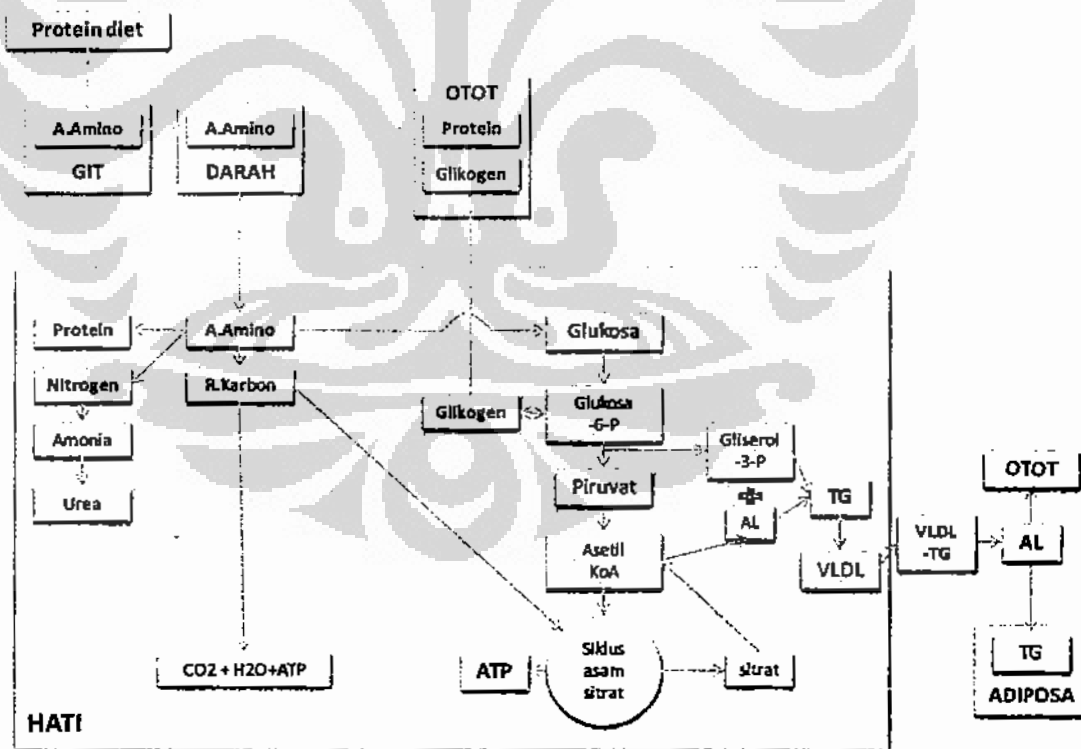 Protein diet
A.Amino
GIT
A.Amino
DARAH
OTOT
Protein
Glikogen
Protein
A.Amino
Glukosa
Nitrogen
R.Karbon
Glikogen
Glukosa
-6-P
Amonia
Gliserol
-3-P
Urea
Piruvat
AL
TG
OTOT
Asetil
KoA
VLDL
VLDL
-TG
AL
CO2 + H2O+ATP
ATP
Siklus
asam
sitrat
sitrat
TG
ADIPOSA
HATI